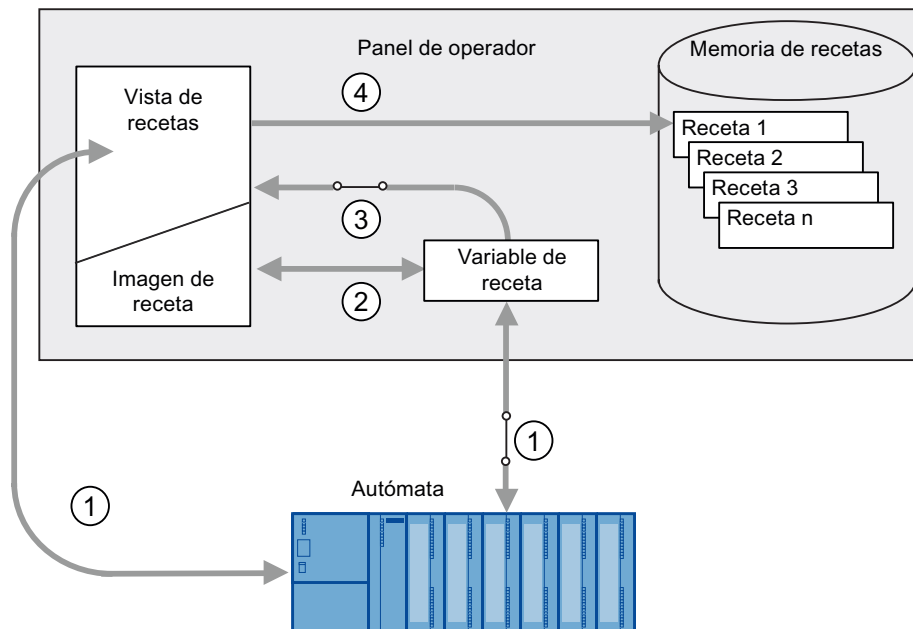 Panel de operador
Memoria de recetas
Vista de
recetas
4
Receta 1
Receta 2
Receta 3
Receta n
3
Variable de
receta
Imagen de
receta
2
1
Autómata
1